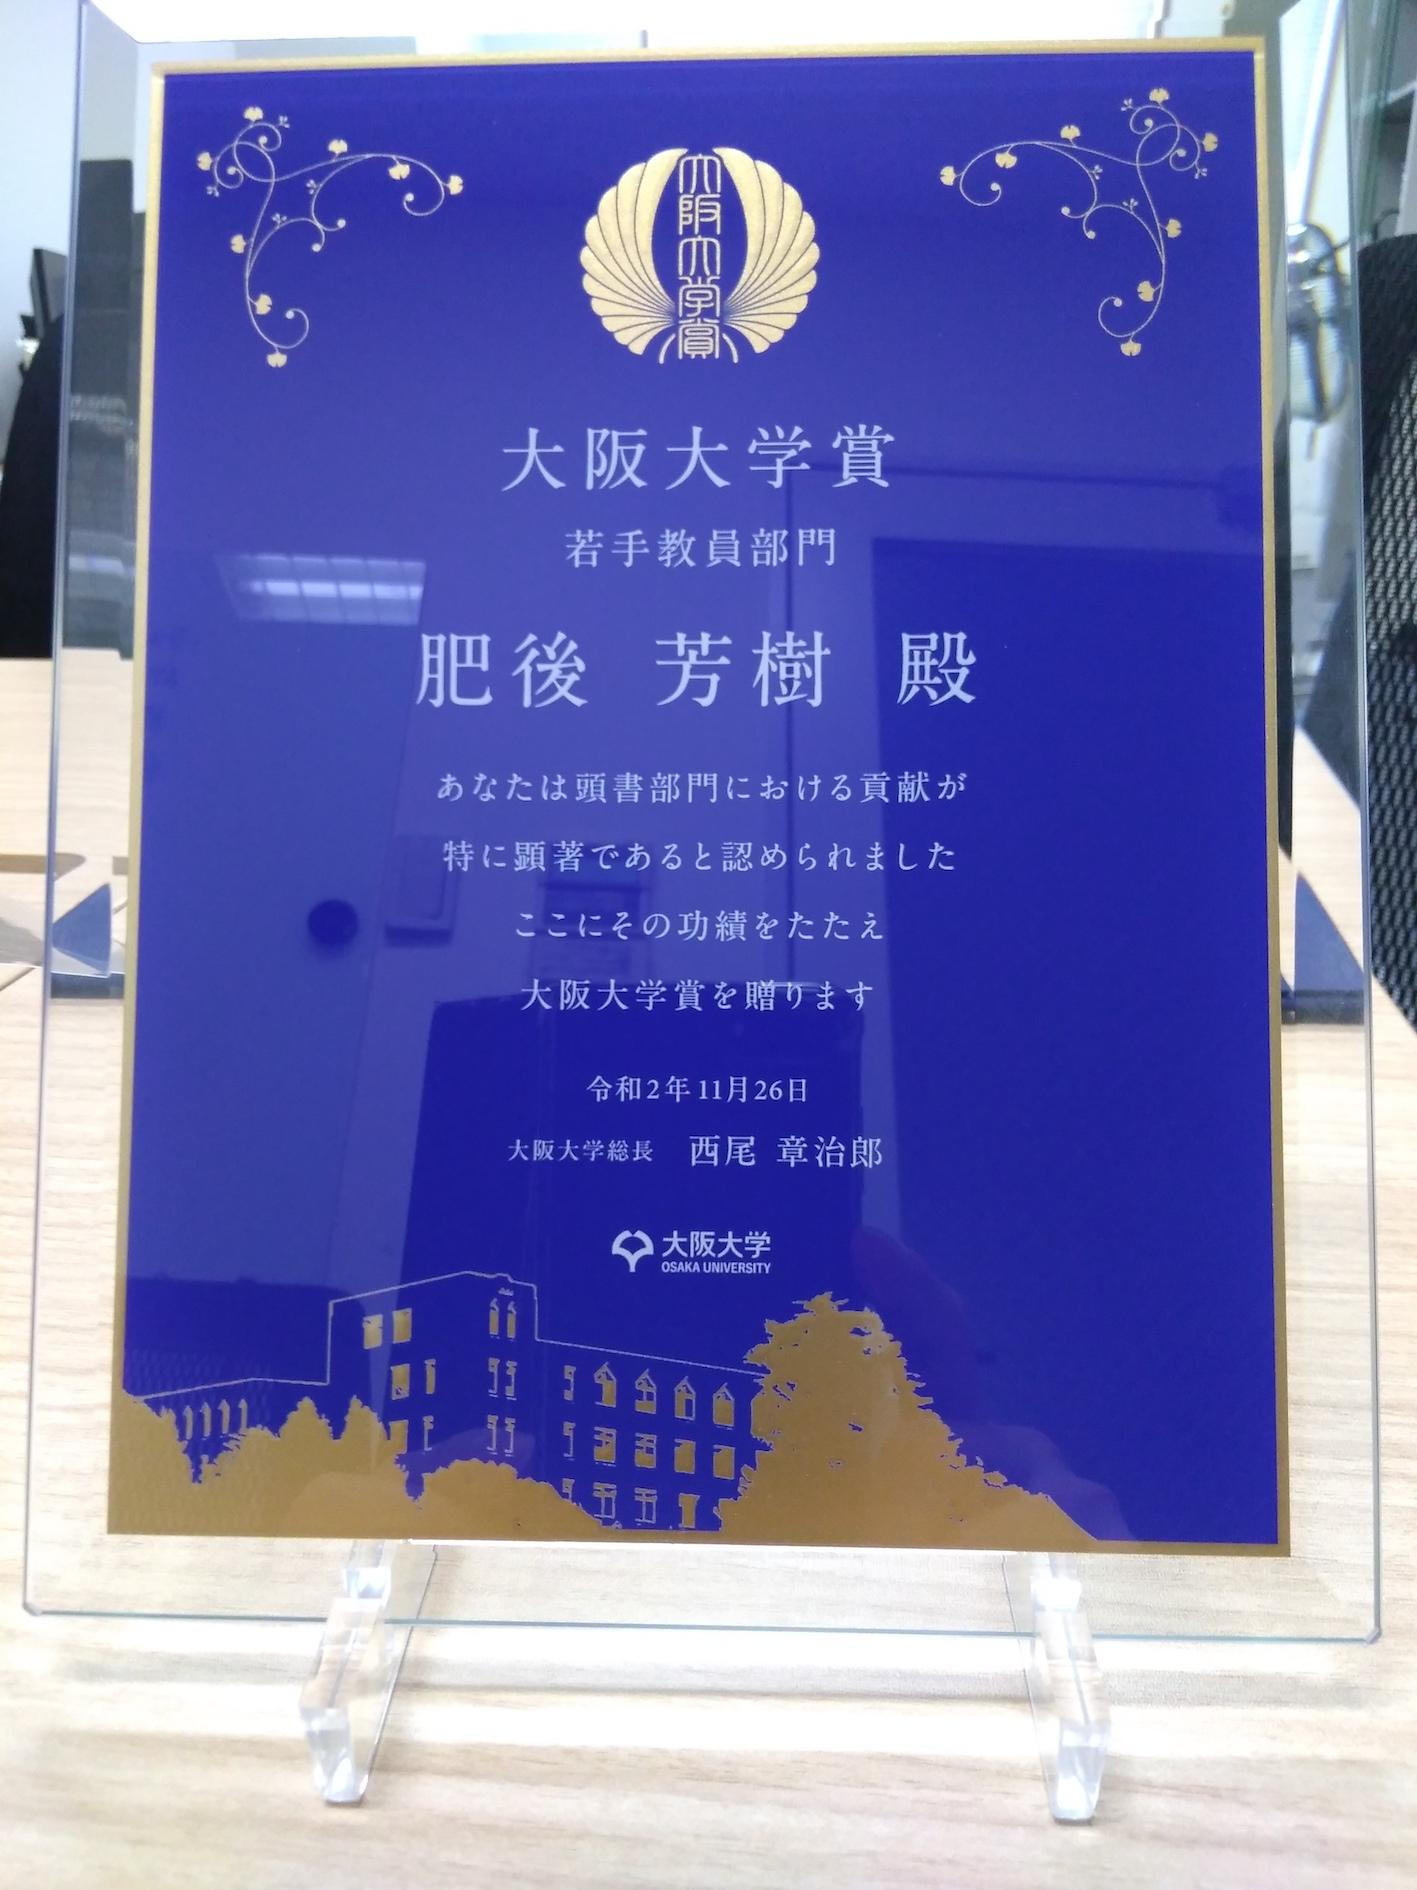 大阪大学賞
大阪大学賞
若手教員部門
肥後 芳樹 殿
あなたは頭書部門における貢献が
特に顕著であると認められました
ここにその功績をたたえ
大阪大学賞を贈ります
令和2年11月26日
大阪大学総長 西尾 章治郎
大阪大学
OSAKA UNIVERSITY